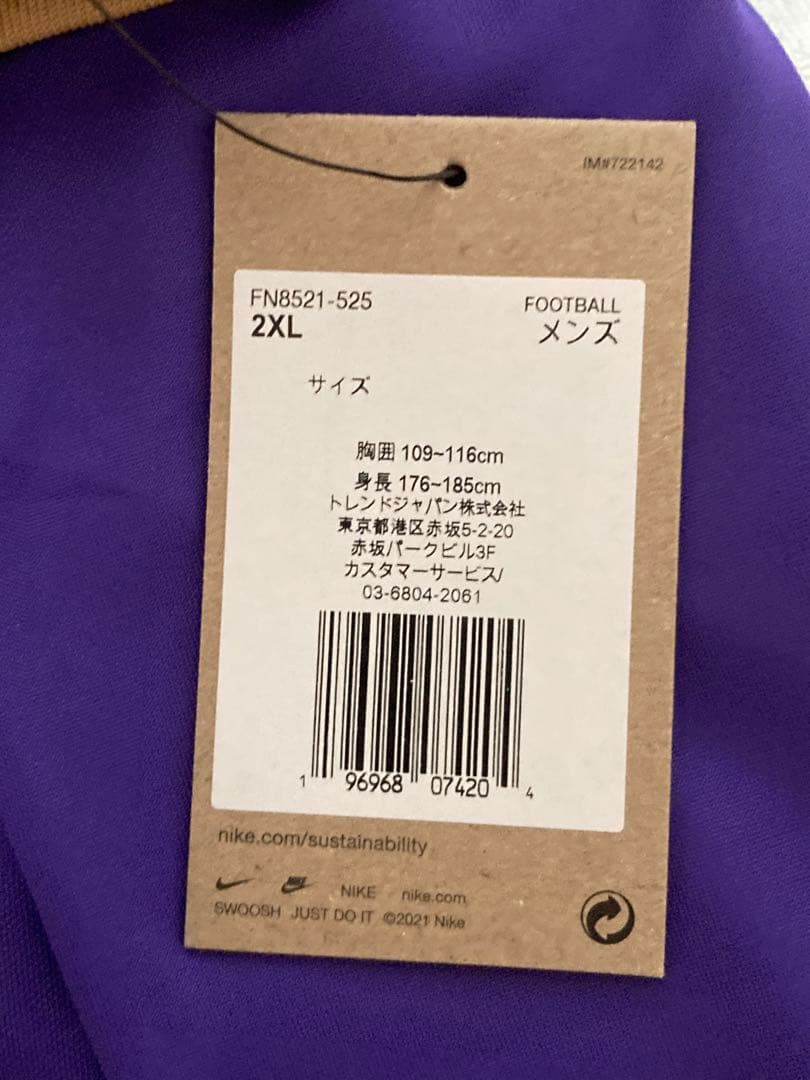 IM#722142
FN8521-525
FOOTBALL
2XL
メンズ
サイズ
胸囲 109~116cm
身長 176~185cm
トレンドジャパン株式会社
東京都港区赤坂5-2-20
赤坂パークビル3F
カスタマーサービス/
03-6804-2061
1 96968 07420 4
nike.com/sustainability
NIKE nike.com
SWOOSH JUST DO IT ©2021 Nike